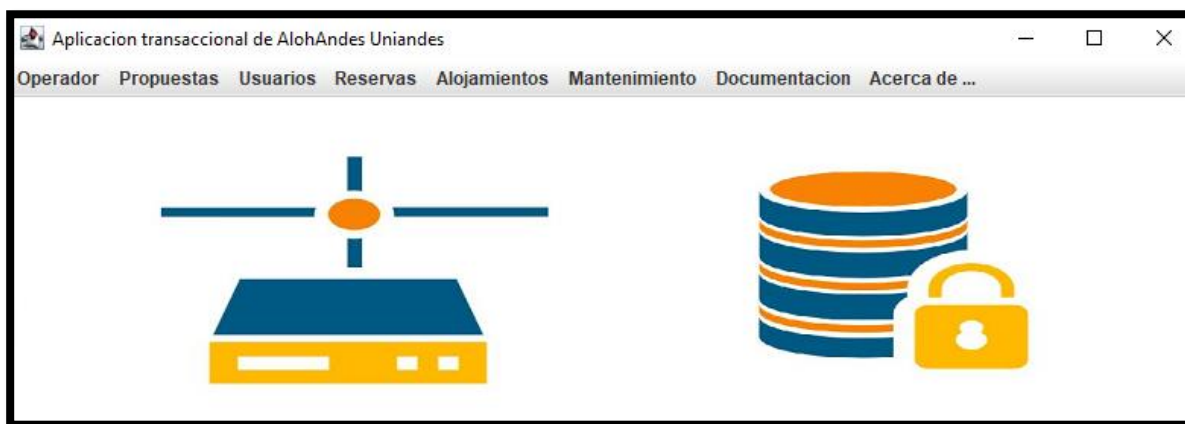 Aplicacion transaccional de AlohAndes Uniandes
Operador Propuestas Usuarios Reservas Alojamientos Mantenimiento Documentacion Acerca de ...